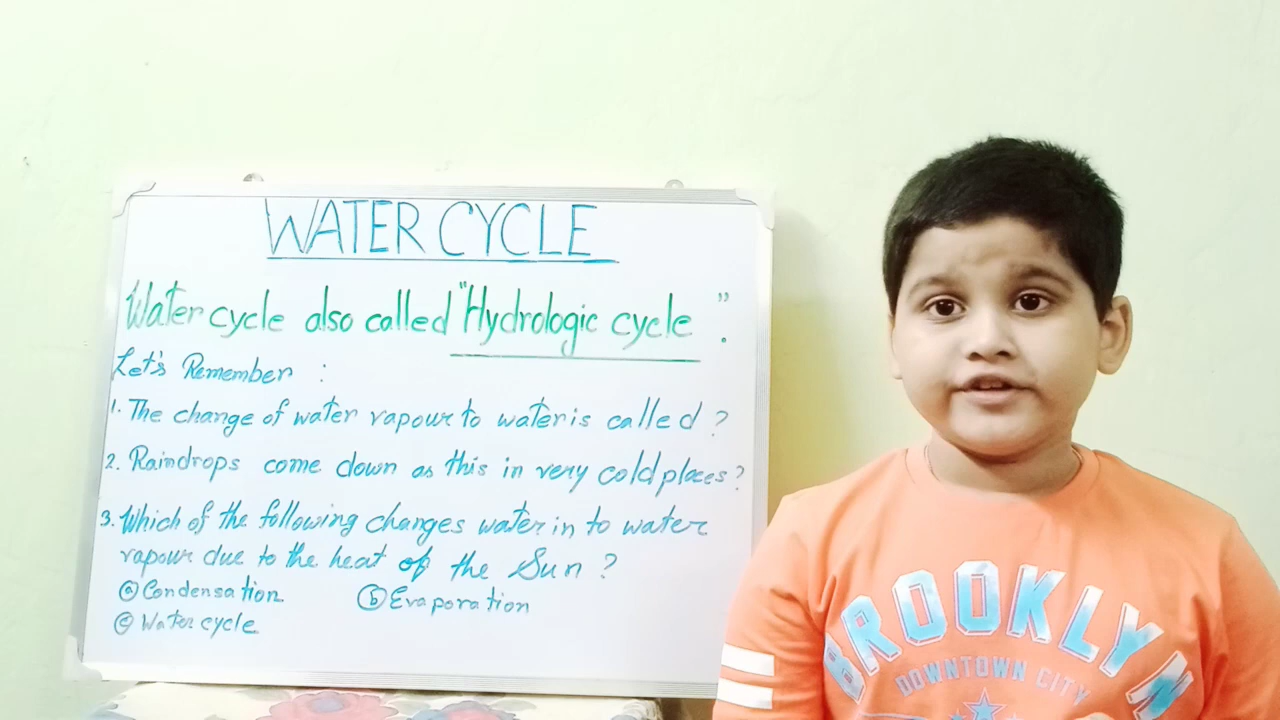 WATER CYCLE
Water cycle also called "Hydrologic cycle".
Let's Remember :
1. The change of water vapour to water is called ?
2. Raindrops come down as this in very cold places?
3. Which of the following changes water in to water
vapour due to the heat of the Sun ?
(a) Condensation (b) Evaporation
(c) Water cycle
BROOKLYN
DOWNTOWN CITY